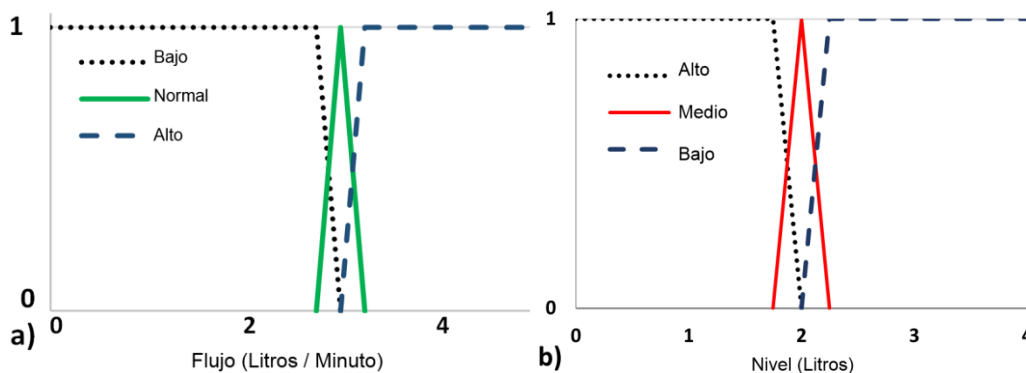 1
Bajo
Normal
Alto
0
0 2 4
a)
Flujo (Litros / Minuto)
1
Alto
Medio
Bajo
0
0 1 2 3 4
b)
Nivel (Litros)